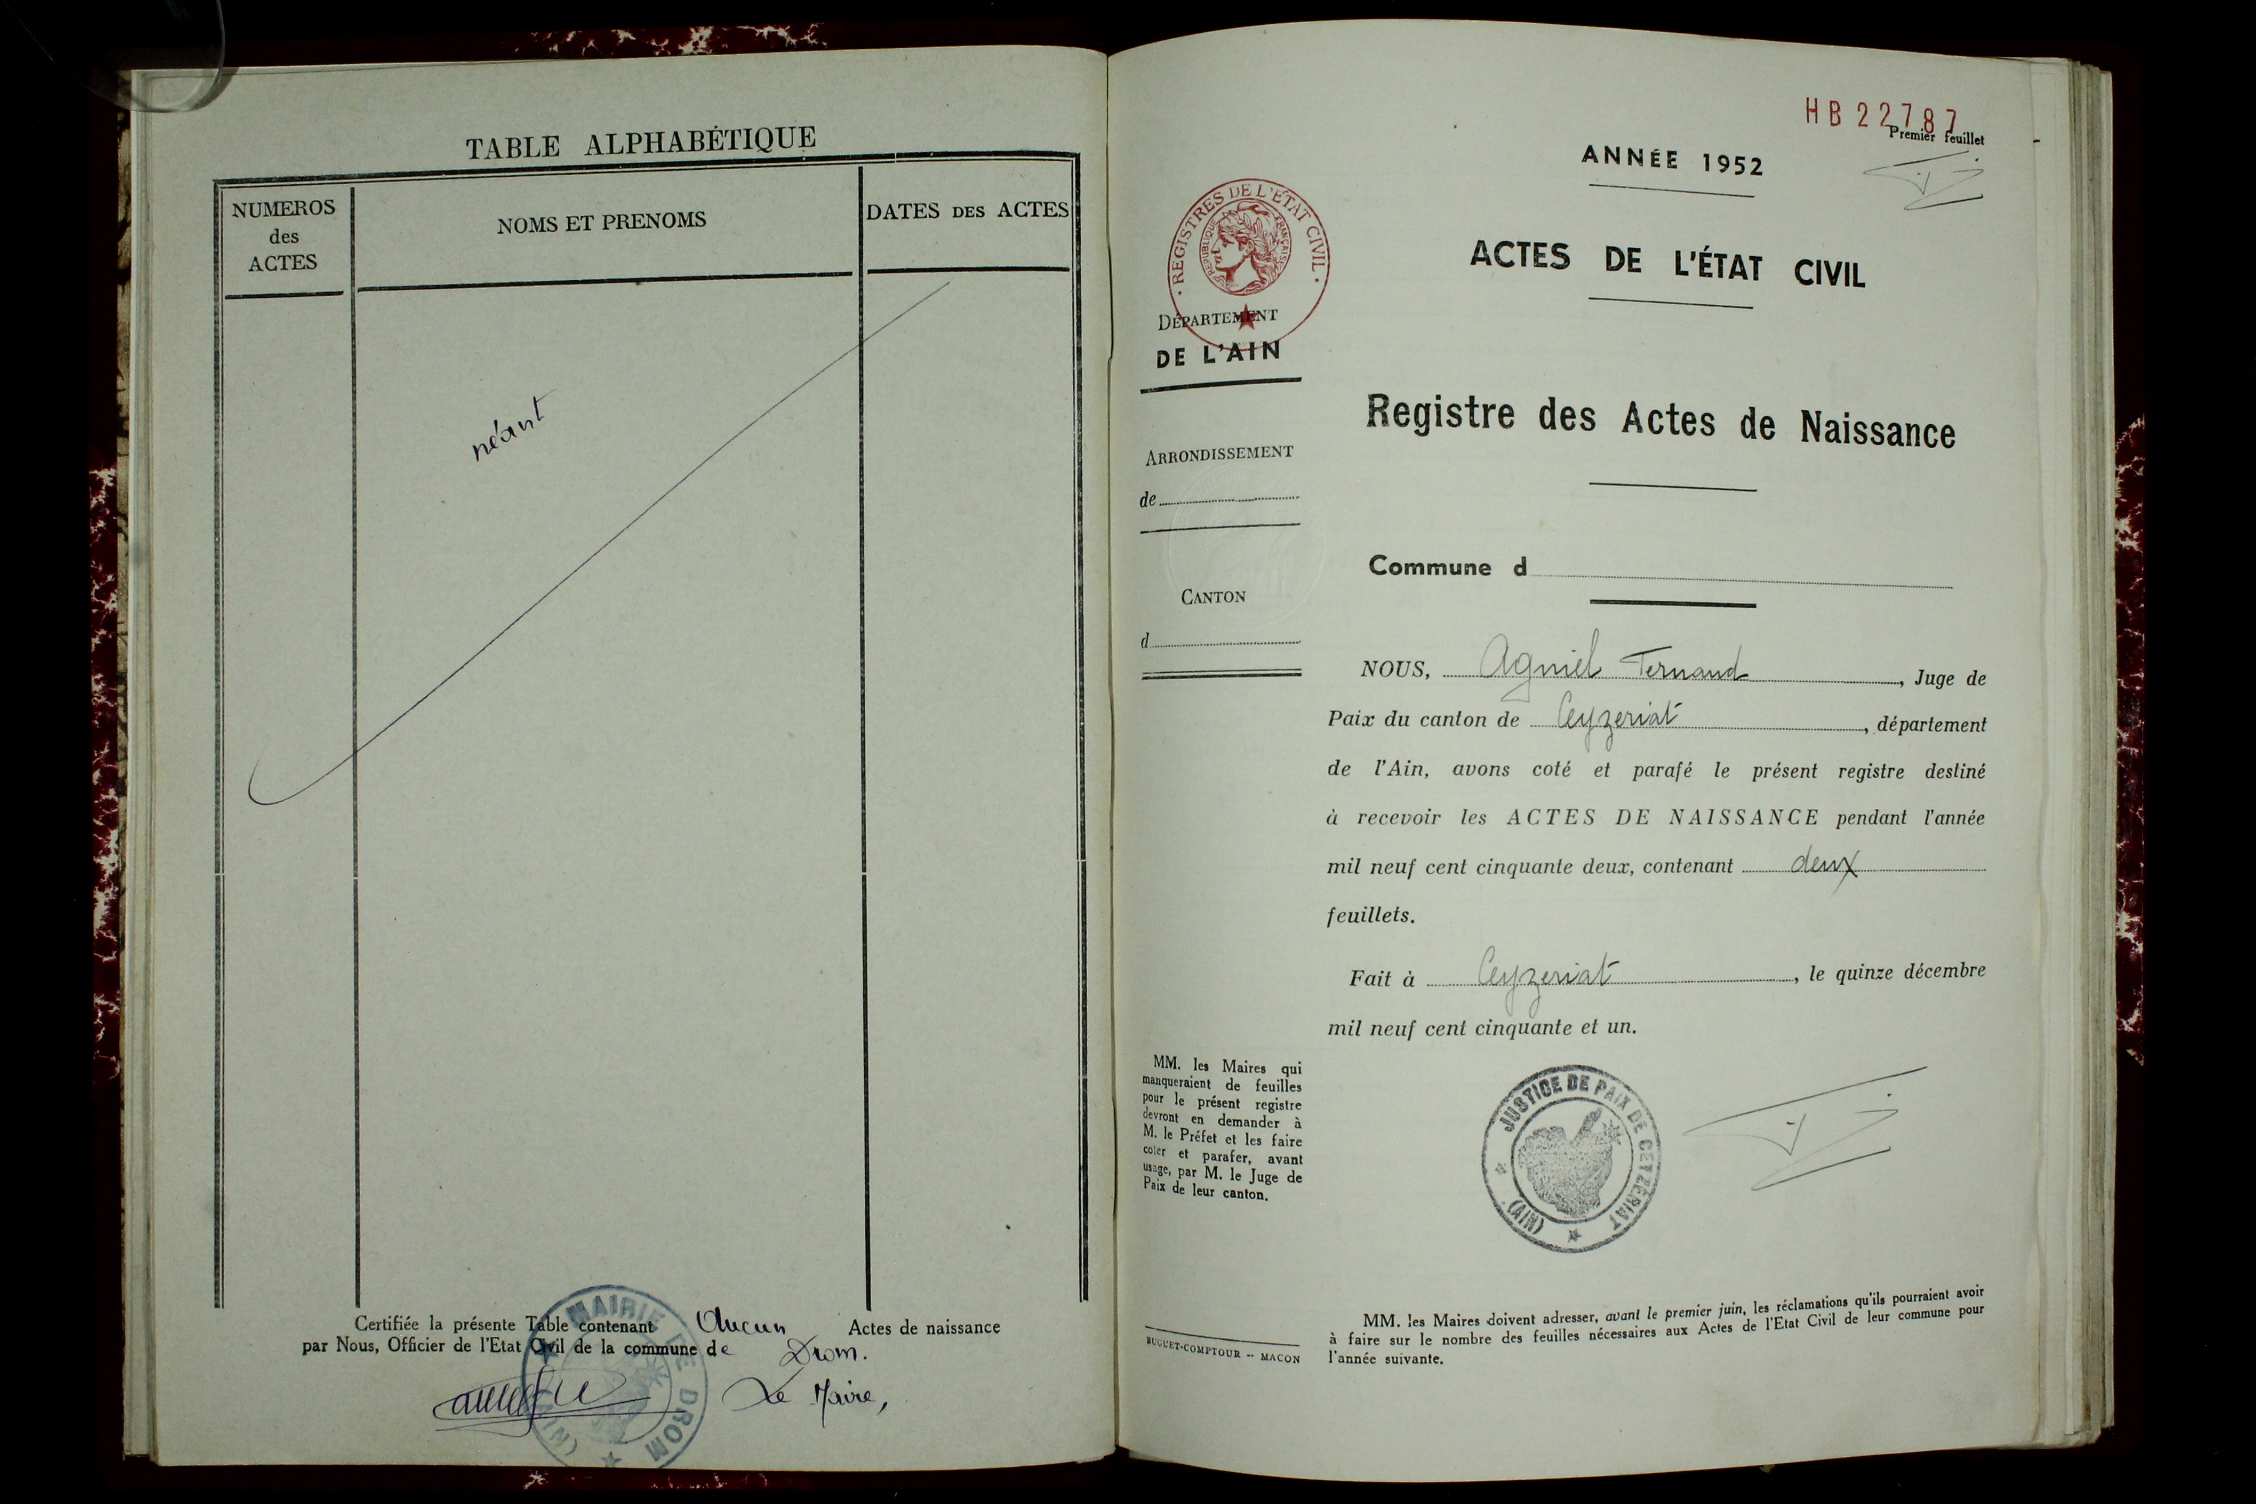 TABLE ALPHABÉTIQUE
NUMEROS
des
ACTES
NOMS ET PRENOMS
DATES DES ACTES
néant
Certifiée la présente Table contenant Aucun Actes de naissance
par Nous, Officier de l'Etat Civil de la commune de Drom.
Le Maire,
MAIRIE DE DROM
(AIN)
HB22787
Premier feuillet
ANNÉE 1952
ACTES DE L'ÉTAT CIVIL
· REGISTRES DE L'ÉTAT CIVIL ·
RÉPUBLIQUE FRANÇAISE
DÉPARTEMENT
DE L'AIN
Registre des Actes de Naissance
ARRONDISSEMENT
de
Commune d
CANTON
d
NOUS, Agniel Fernand, Juge de
Paix du canton de Ceyzeriat, département
de l'Ain, avons coté et parafé le présent registre destiné
à recevoir les ACTES DE NAISSANCE pendant l'année
mil neuf cent cinquante deux, contenant deux
feuillets.
Fait à Ceyzeriat, le quinze décembre
mil neuf cent cinquante et un.
MM. les Maires qui
manqueraient de feuilles
pour le présent registre
devront en demander à
M. le Préfet et les faire
coter et parafer, avant
usage, par M. le Juge de
Paix de leur canton.
JUSTICE DE PAIX DE CEYZÉRIAT
(AIN)
MM. les Maires doivent adresser, avant le premier juin, les réclamations qu'ils pourraient avoir
à faire sur le nombre des feuilles nécessaires aux Actes de l'Etat Civil de leur commune pour
l'année suivante.
BUGUET-COMPTOUR -- MACON